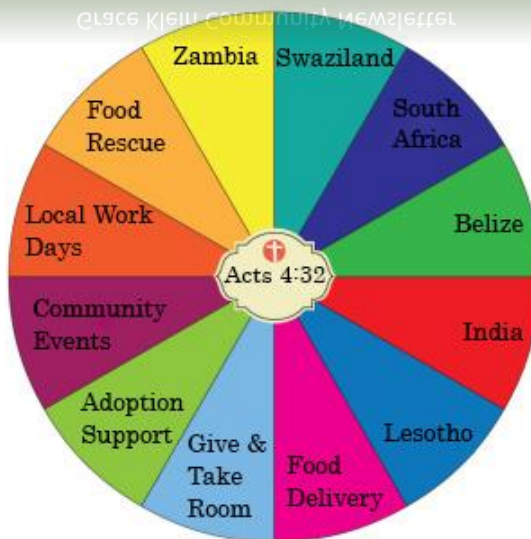 Grace Klein Community Newsletter
Zambia
Swaziland
South
Africa
Belize
India
Lesotho
Food
Delivery
Give &
Take
Room
Adoption
Support
Community
Events
Local Work
Days
Food
Rescue
Acts 4:32